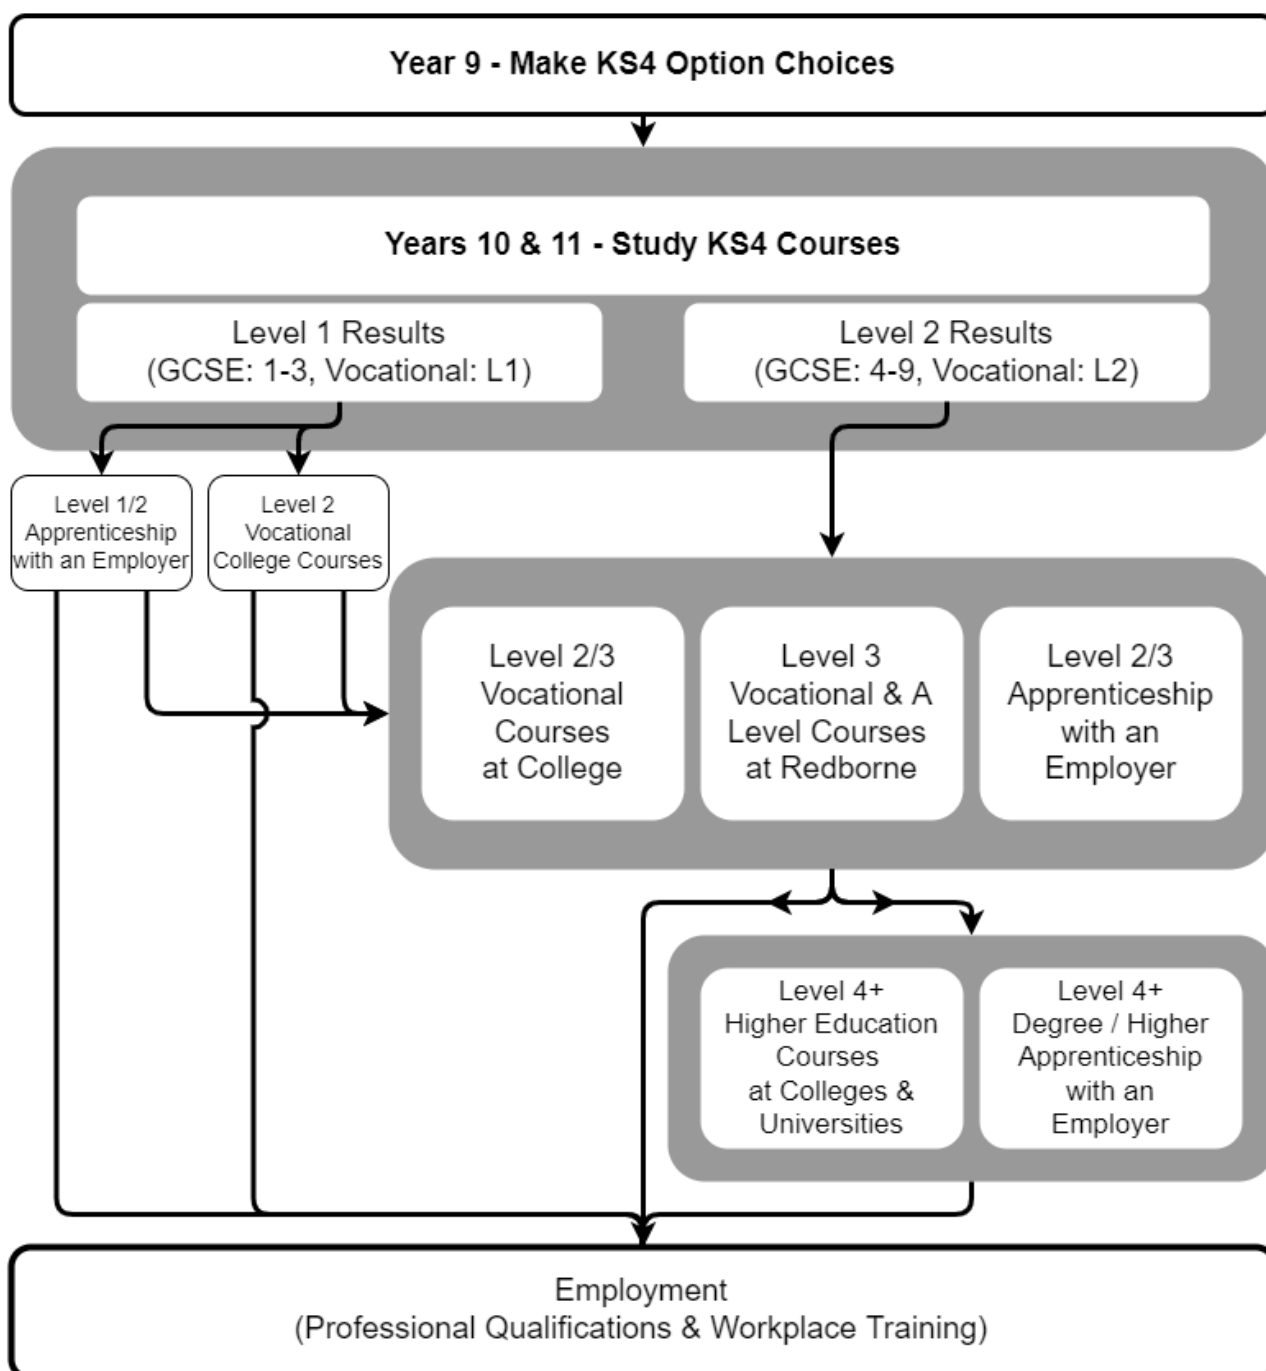 Year 9 - Make KS4 Option Choices
Years 10 & 11 - Study KS4 Courses
Level 1 Results
(GCSE: 1-3, Vocational: L1)
Level 2 Results
(GCSE: 4-9, Vocational: L2)
Level 1/2
Apprenticeship
with an Employer
Level 2
Vocational
College Courses
Level 2/3
Vocational
Courses
at College
Level 3
Vocational & A
Level Courses
at Redborne
Level 2/3
Apprenticeship
with an
Employer
Level 4+
Higher Education
Courses
at Colleges &
Universities
Level 4+
Degree / Higher
Apprenticeship
with an
Employer
Employment
(Professional Qualifications & Workplace Training)